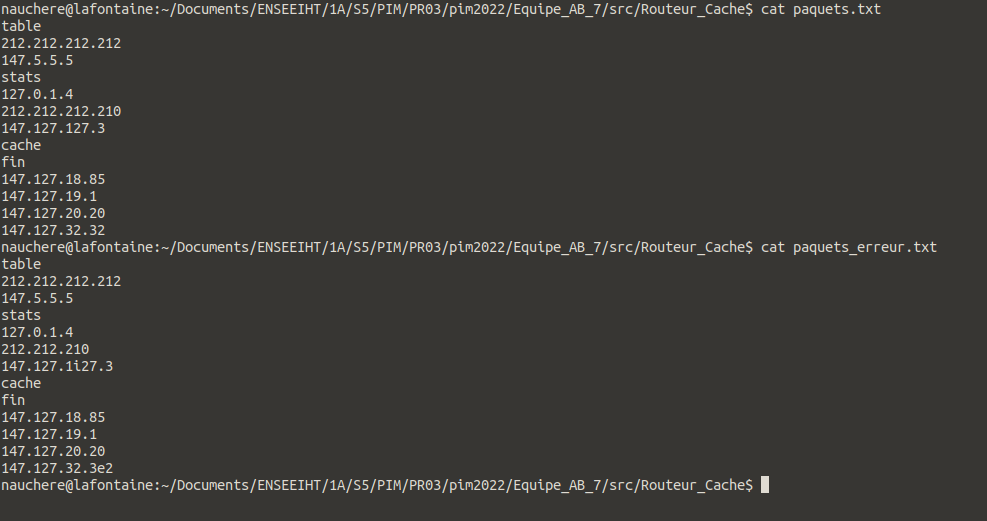 nauchere@lafontaine:~/Documents/ENSEEIHT/1A/S5/PIM/PR03/pim2022/Equipe_AB_7/src/Routeur_Cache$ cat paquets.txt
table
212.212.212.212
147.5.5.5
stats
127.0.1.4
212.212.212.210
147.127.127.3
cache
fin
147.127.18.85
147.127.19.1
147.127.20.20
147.127.32.32
nauchere@lafontaine:~/Documents/ENSEEIHT/1A/S5/PIM/PR03/pim2022/Equipe_AB_7/src/Routeur_Cache$ cat paquets_erreur.txt
table
212.212.212.212
147.5.5.5
stats
127.0.1.4
212.212.210
147.127.1i27.3
cache
fin
147.127.18.85
147.127.19.1
147.127.20.20
147.127.32.3e2
nauchere@lafontaine:~/Documents/ENSEEIHT/1A/S5/PIM/PR03/pim2022/Equipe_AB_7/src/Routeur_Cache$